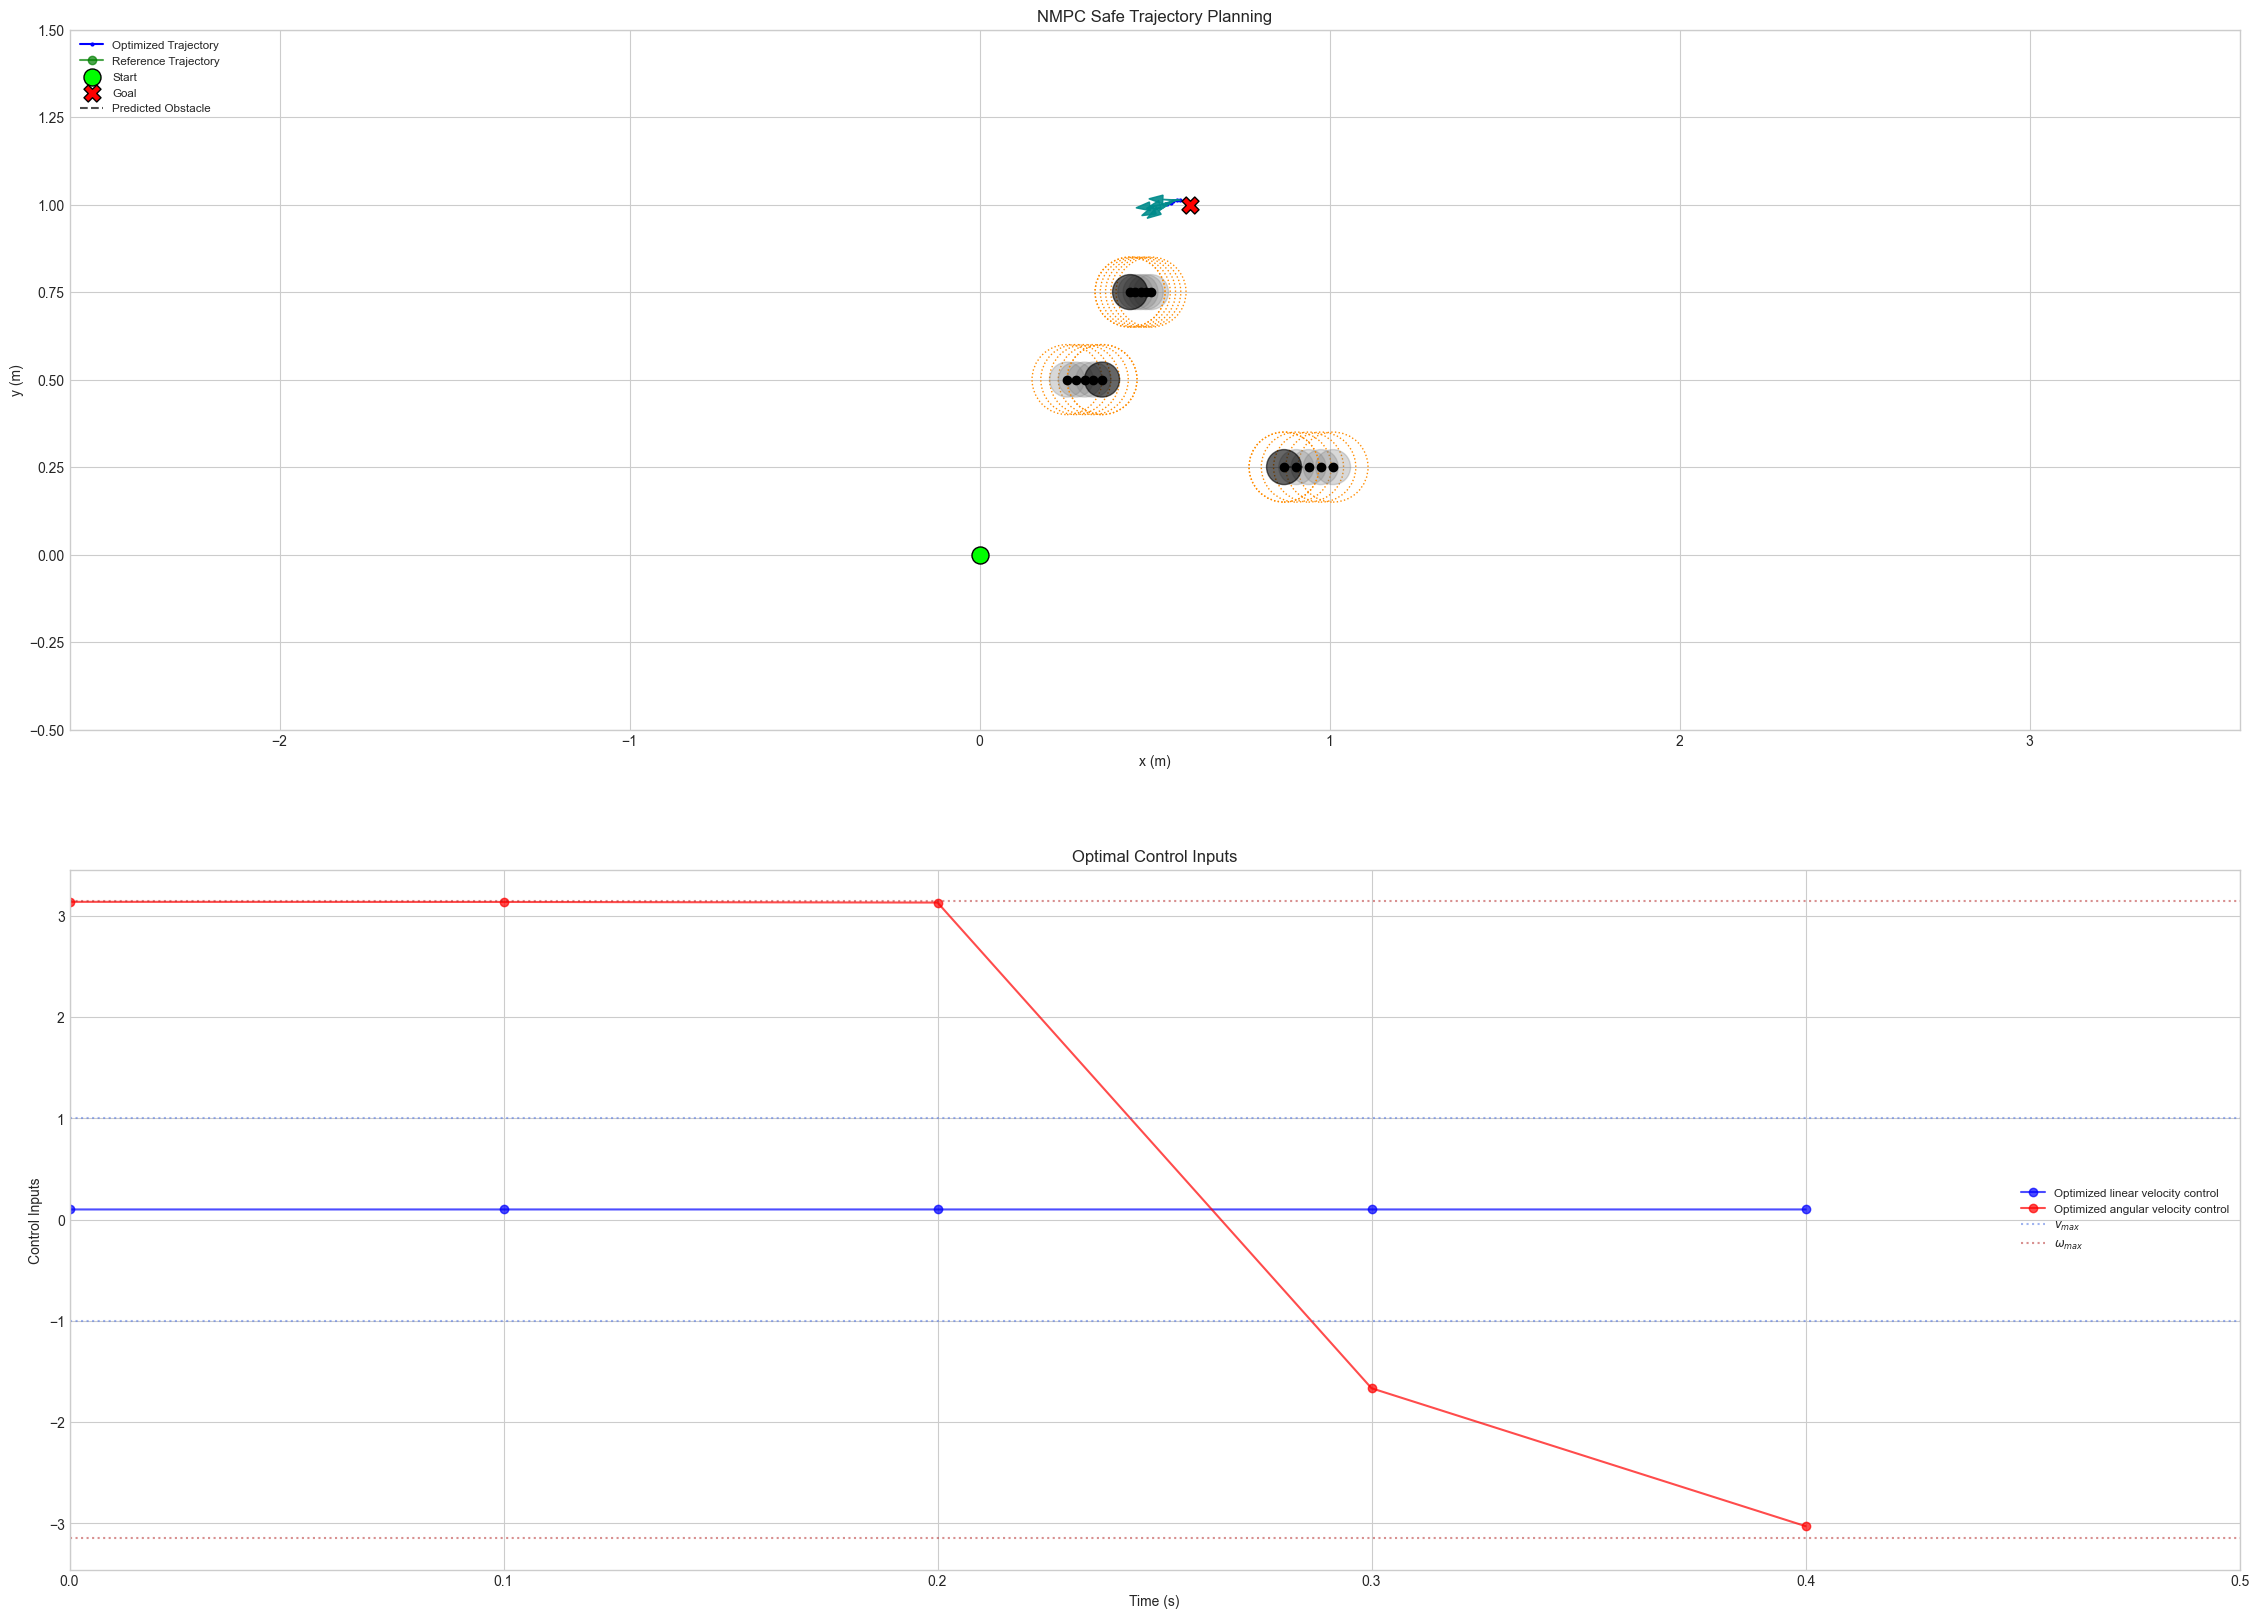 NMPC Safe Trajectory Planning
1.50
1.25
1.00
0.75
0.50
0.25
0.00
−0.25
−0.50
y (m)
Optimized Trajectory
Reference Trajectory
Start
Goal
Predicted Obstacle
−2
−1
0
1
2
3
x (m)
Optimal Control Inputs
3
2
1
0
−1
−2
−3
Control Inputs
Optimized linear velocity control
Optimized angular velocity control
v_max
ω_max
0.0
0.1
0.2
0.3
0.4
0.5
Time (s)